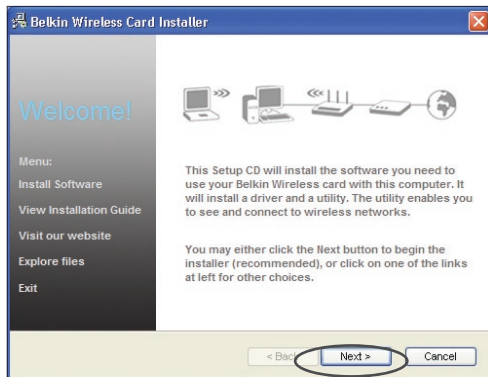 Belkin Wireless Card Installer
Welcome!
Menu:
Install Software
View Installation Guide
Visit our website
Explore files
Exit
This Setup CD will install the software you need to
use your Belkin Wireless card with this computer. It
will install a driver and a utility. The utility enables you
to see and connect to wireless networks.
You may either click the Next button to begin the
installer (recommended), or click on one of the links
at left for other choices.
< Back
Next >
Cancel